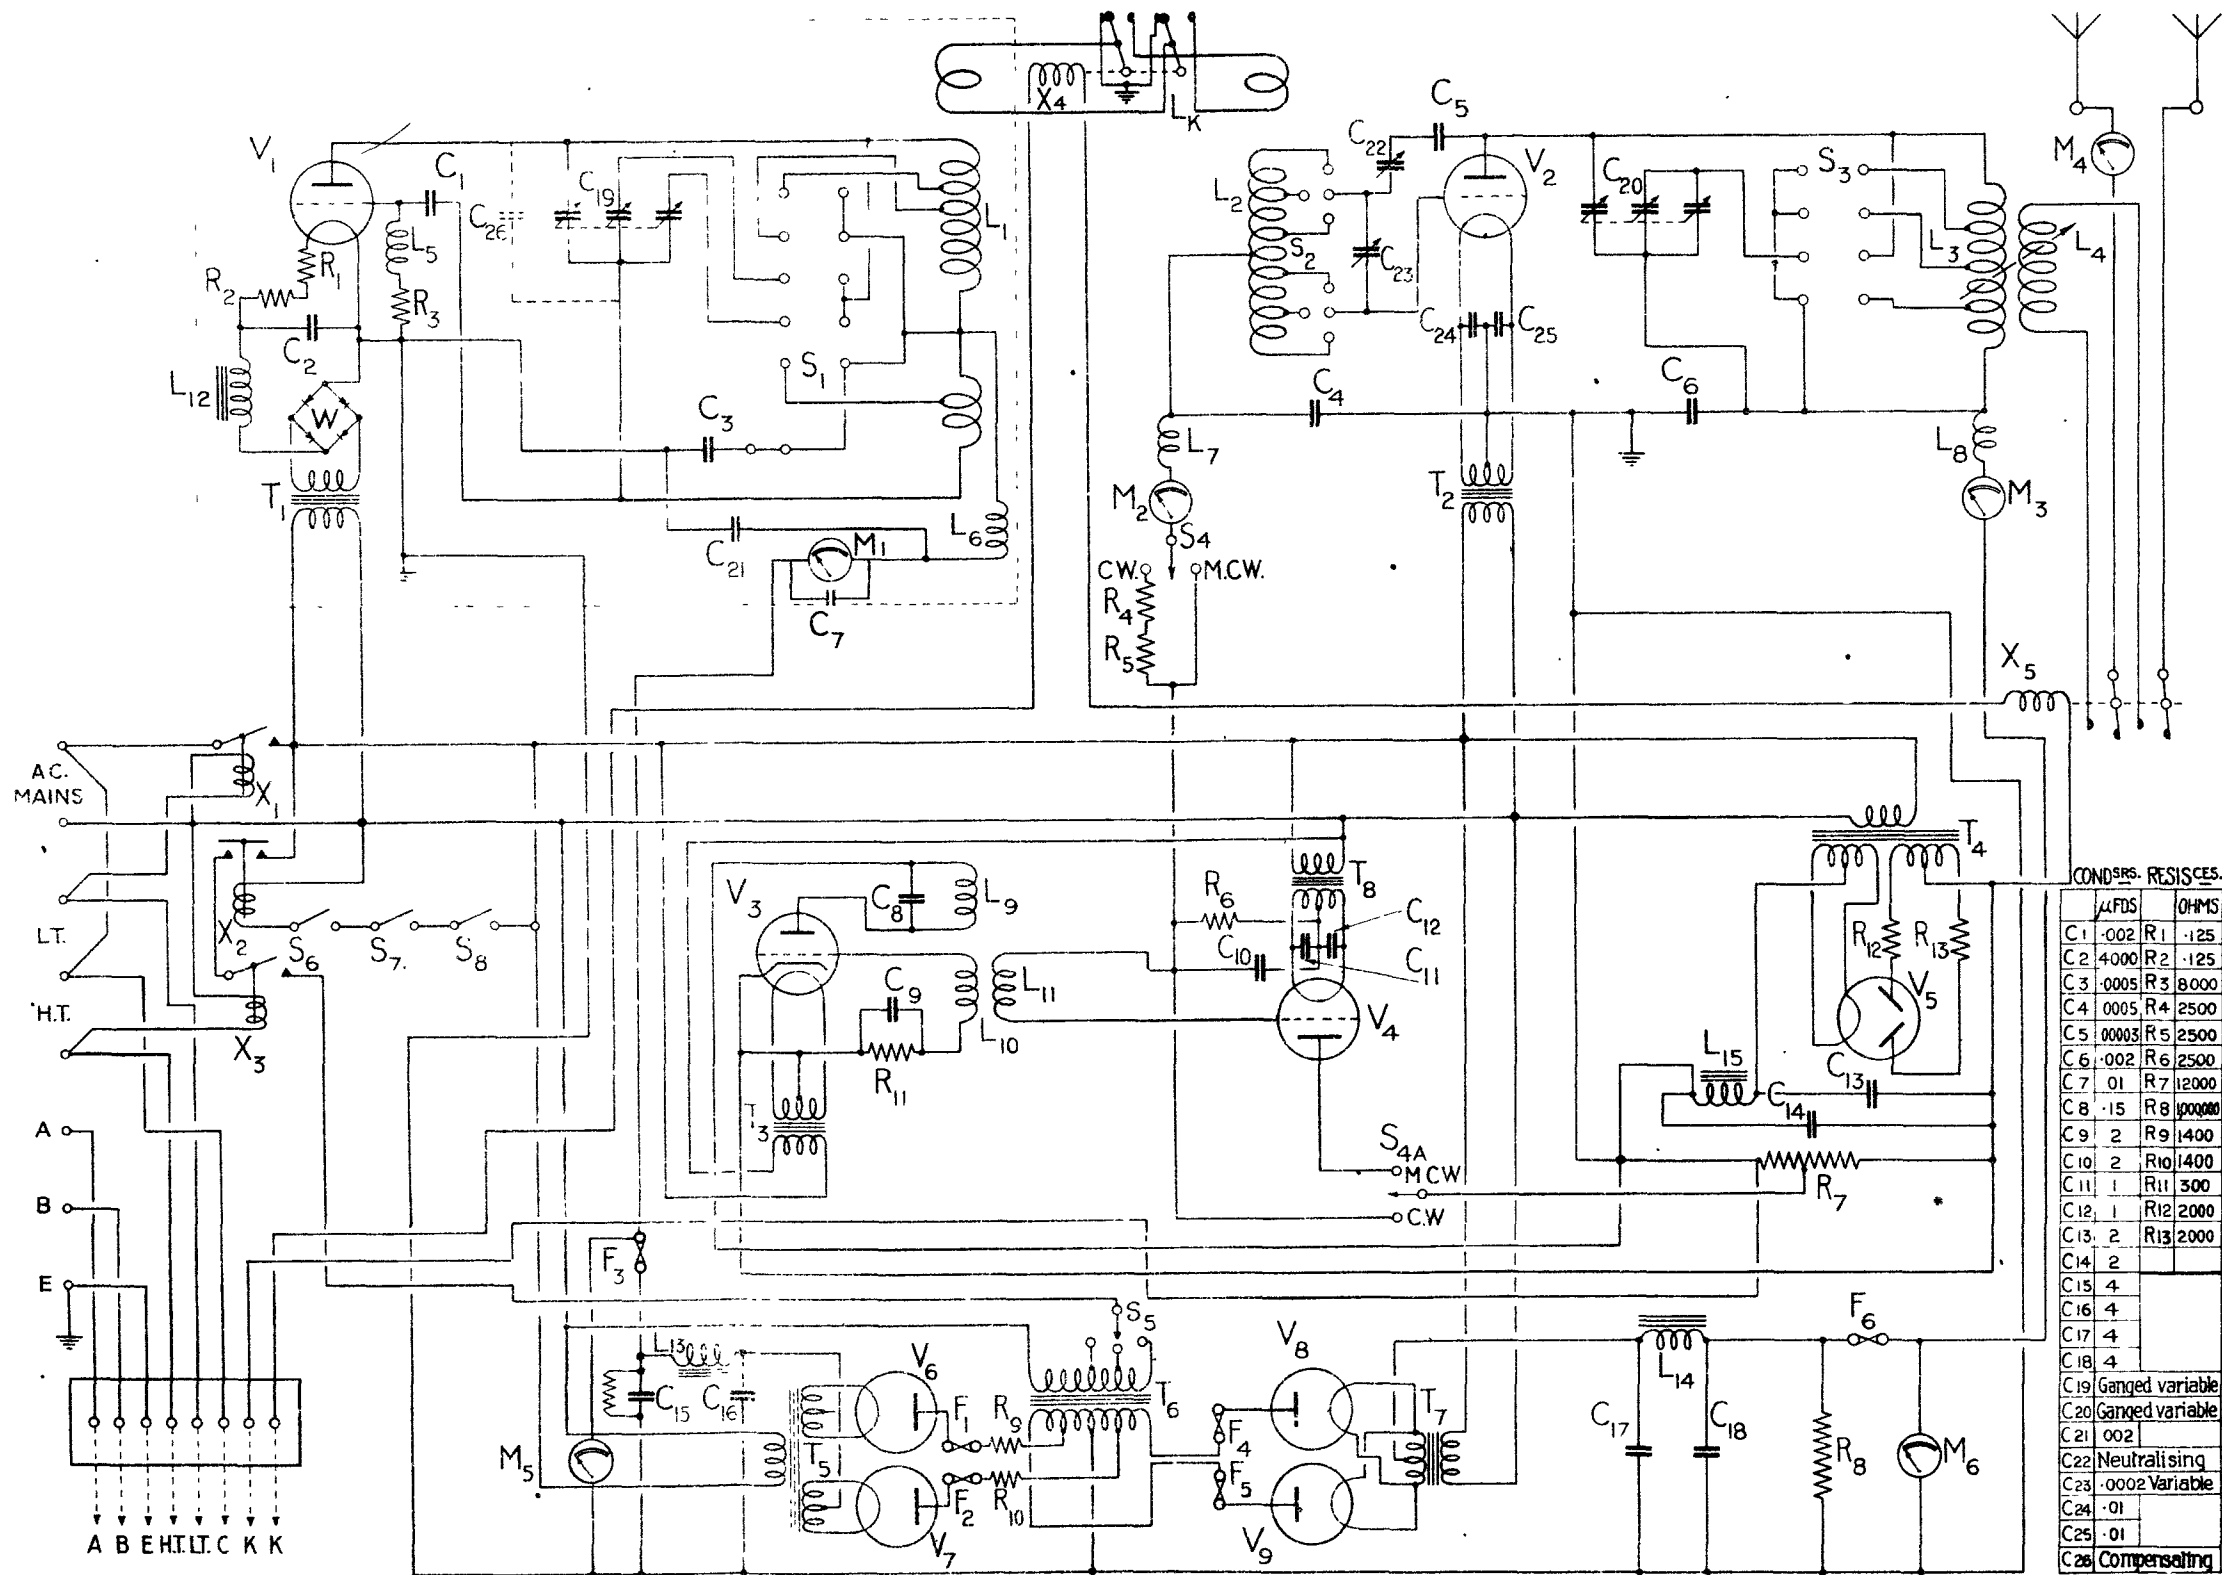 V1
C1
C26
C19
L5
R1
R2
R3
C2
L12
W
T1
S1
L1
C3
C21
M1
L6
C7
X4
LK
C5
C22
V2
L2
S2
C23
C24
C25
C20
S3
L3
L4
M4
C4
C6
L7
L8
M2
S4
T2
M3
CW.
M.CW.
R4
R5
X5
A.C.
MAINS
X1
X2
S6
S7.
S8
L.T.
H.T.
X3
A
B
E
V3
C8
L9
C9
L10
L11
R11
T3
R6
T8
C12
C10
C11
V4
T4
R12
R13
V5
L15
C13
C14
S4A
MCW
C.W
R7
F3
S5
L13
C15
C16
V6
F1
R9
T5
T6
M5
F2
R10
V7
V8
F4
F5
T7
V9
F6
L14
C17
C18
R8
M6
A B E H.T. LT. C K K
CONDSRS. RESISCES.
µFDS OHMS
C1 .002 R1 .125
C2 4000 R2 .125
C3 .0005 R3 8000
C4 0005 R4 2500
C5 00003 R5 2500
C6 .002 R6 2500
C7 01 R7 12000
C8 .15 R8 1,000,000
C9 2 R9 1400
C10 2 R10 1400
C11 1 R11 300
C12 1 R12 2000
C13 2 R13 2000
C14 2
C15 4
C16 4
C17 4
C18 4
C19 Ganged variable
C20 Ganged variable
C21 002
C22 Neutralising
C23 .0002 Variable
C24 .01
C25 .01
C26 Compensating